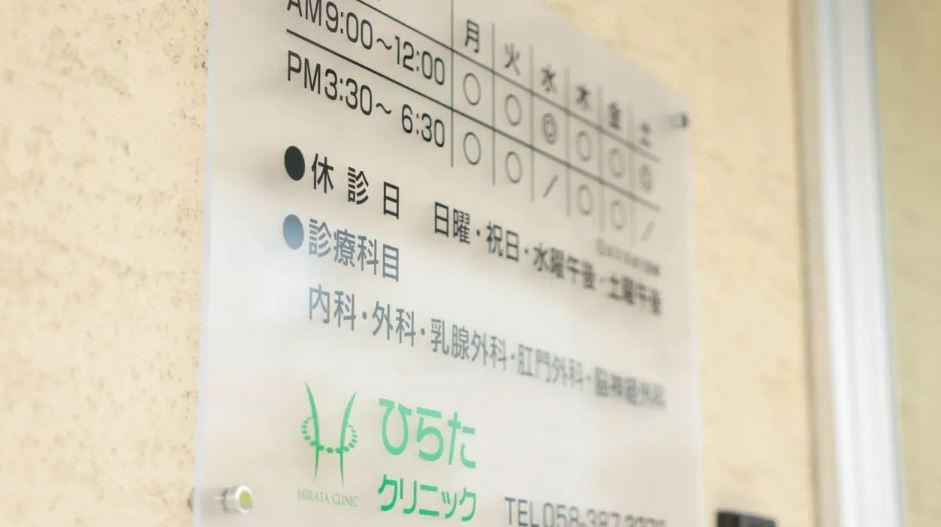 月 火 水 木 金 土
AM9:00～12:00 ○ ○ ◎ ○ ○ ◎
PM3:30～ 6:30 ○ ○ / ○ ○ /
●休 診 日 日曜・祝日・水曜午後・土曜午後
●診療科目
内科・外科・乳腺外科・肛門外科・脳神経外科
ひらた
クリニック
HIRATA CLINIC
TEL 058-387-